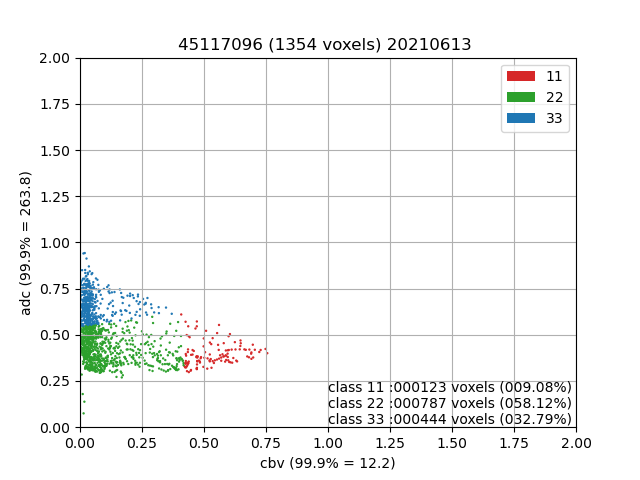 45117096 (1354 voxels) 20210613
2.00
1.75
1.50
1.25
1.00
0.75
0.50
0.25
0.00
adc (99.9% = 263.8)
11
22
33
class 11 :000123 voxels (009.08%)
class 22 :000787 voxels (058.12%)
class 33 :000444 voxels (032.79%)
0.00 0.25 0.50 0.75 1.00 1.25 1.50 1.75 2.00
cbv (99.9% = 12.2)